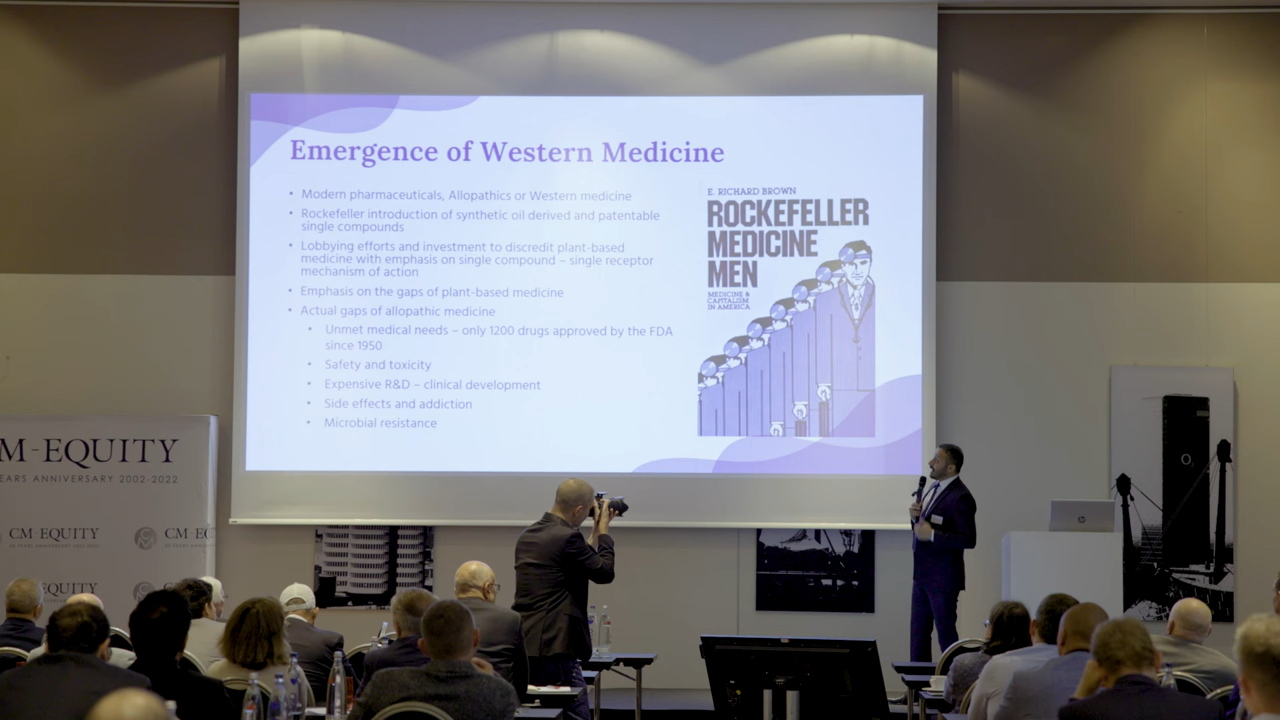 Emergence of Western Medicine
• Modern pharmaceuticals, Allopathics or Western medicine
• Rockefeller introduction of synthetic oil derived and patentable
single compounds
• Lobbying efforts and investment to discredit plant-based
medicine with emphasis on single compound – single receptor
mechanism of action
• Emphasis on the gaps of plant-based medicine
• Actual gaps of allopathic medicine
• Unmet medical needs – only 1200 drugs approved by the FDA
since 1950
• Safety and toxicity
• Expensive R&D – clinical development
• Side effects and addiction
• Microbial resistance
E. RICHARD BROWN
ROCKEFELLER
MEDICINE
MEN
MEDICINE &
CAPITALISM
IN AMERICA
M-EQUITY
EARS ANNIVERSARY 2002-2022
CM-EQUITY
CM-EQUIT
EQUITY
hp